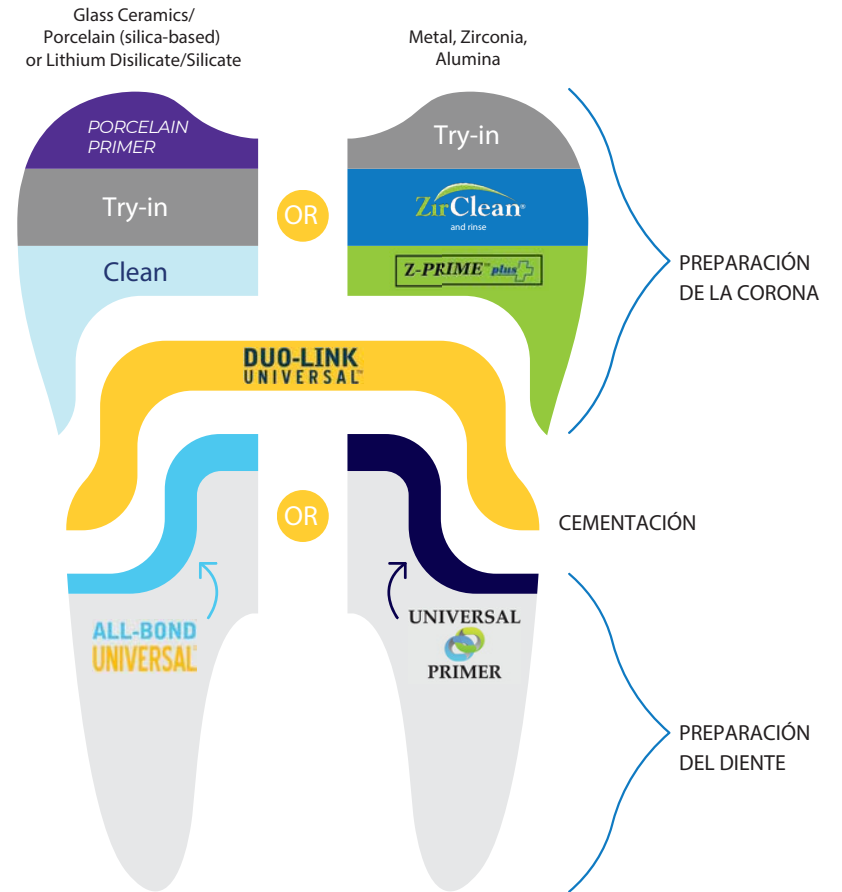 Glass Ceramics/
Porcelain (silica-based)
or Lithium Disilicate/Silicate
Metal, Zirconia,
Alumina
PORCELAIN
PRIMER
Try-in
Clean
OR
Try-in
ZirClean®
and rinse
Z-PRIME™ plus
PREPARACIÓN
DE LA CORONA
DUO-LINK
UNIVERSAL™
OR
CEMENTACIÓN
ALL-BOND
UNIVERSAL®
UNIVERSAL
PRIMER
PREPARACIÓN
DEL DIENTE